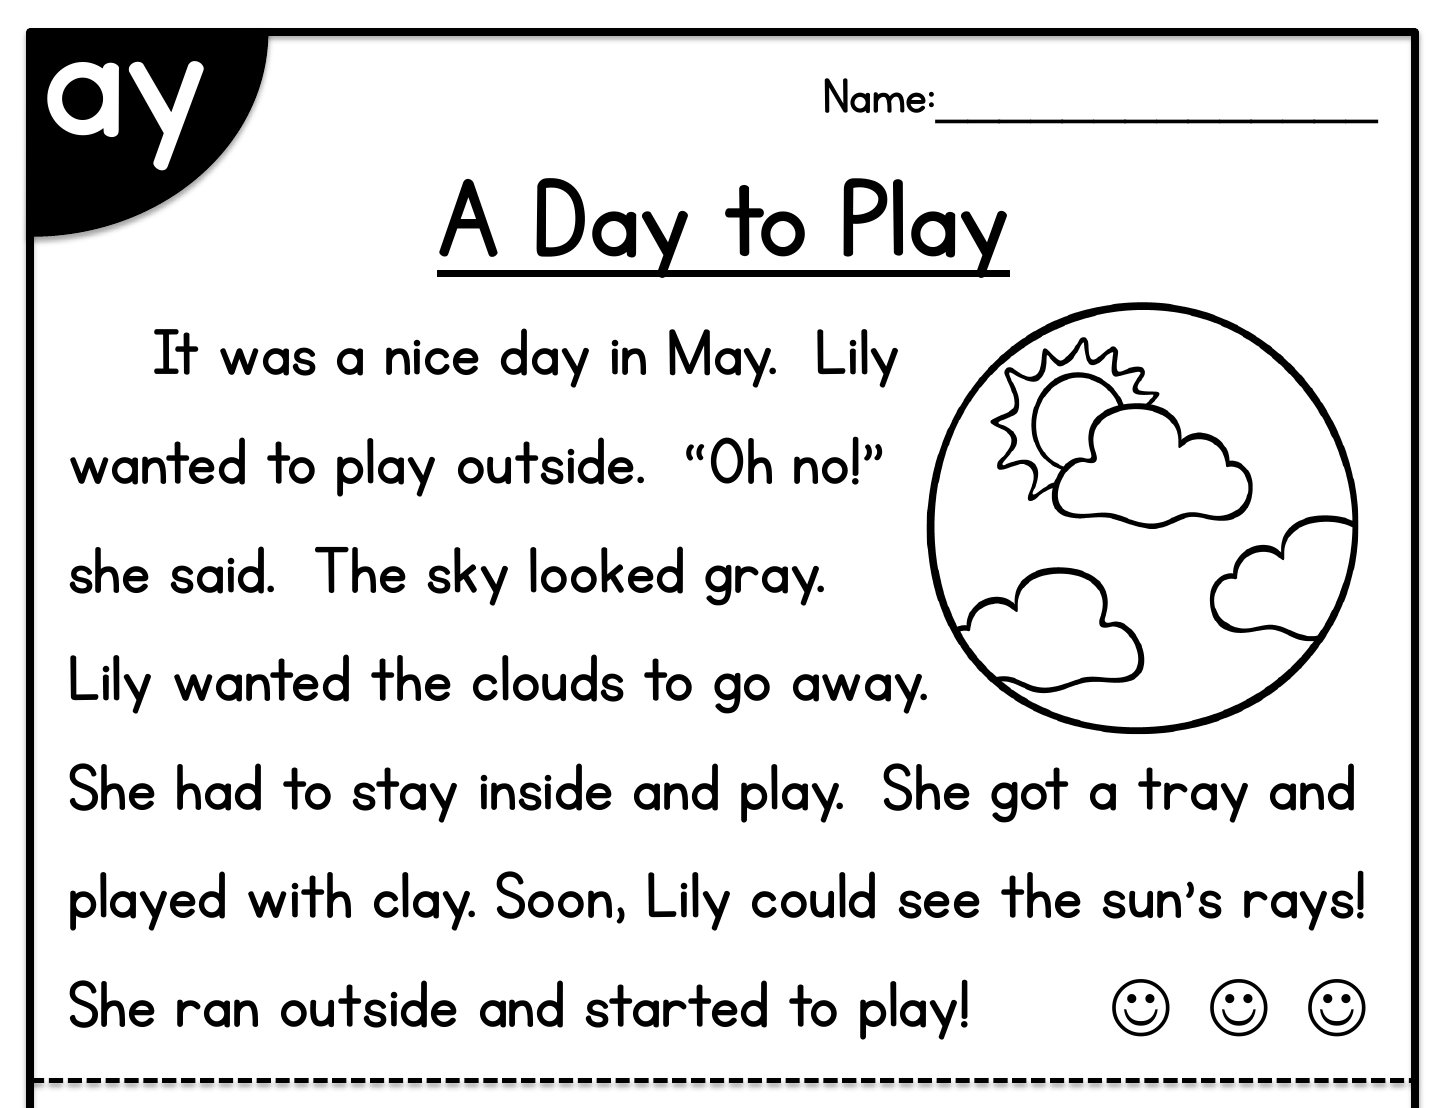 ay
Name:
A Day to Play
It was a nice day in May.  Lily
wanted to play outside.  “Oh no!”
she said.  The sky looked gray.
Lily wanted the clouds to go away.
She had to stay inside and play.  She got a tray and
played with clay. Soon, Lily could see the sun’s rays!
She ran outside and started to play!